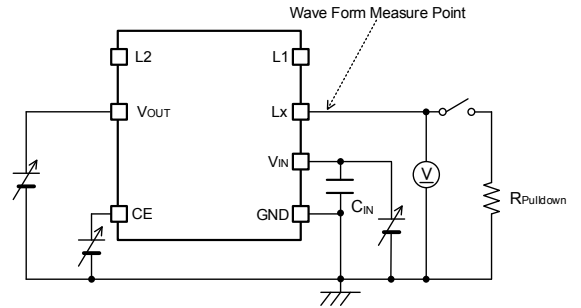 Wave Form Measure Point
L2
L1
VOUT
Lx
VIN
V
CE
GND
CIN
RPulldown